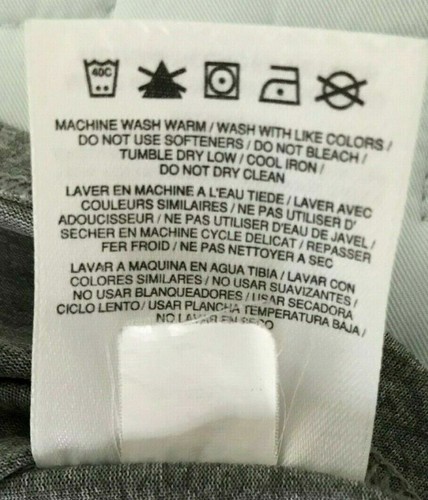 40C
MACHINE WASH WARM / WASH WITH LIKE COLORS /
DO NOT USE SOFTENERS / DO NOT BLEACH /
TUMBLE DRY LOW / COOL IRON /
DO NOT DRY CLEAN
LAVER EN MACHINE A L'EAU TIEDE / LAVER AVEC
COULEURS SIMILAIRES / NE PAS UTILISER D'
ADOUCISSEUR / NE PAS UTILISER D'EAU DE JAVEL /
SECHER EN MACHINE CYCLE DELICAT / REPASSER
FER FROID / NE PAS NETTOYER A SEC
LAVAR A MAQUINA EN AGUA TIBIA / LAVAR CON
COLORES SIMILARES / NO USAR SUAVIZANTES /
NO USAR BLANQUEADORES / USAR SECADORA
CICLO LENTO / USAR PLANCHA TEMPERATURA BAJA /
NO LAVAR EN SECO